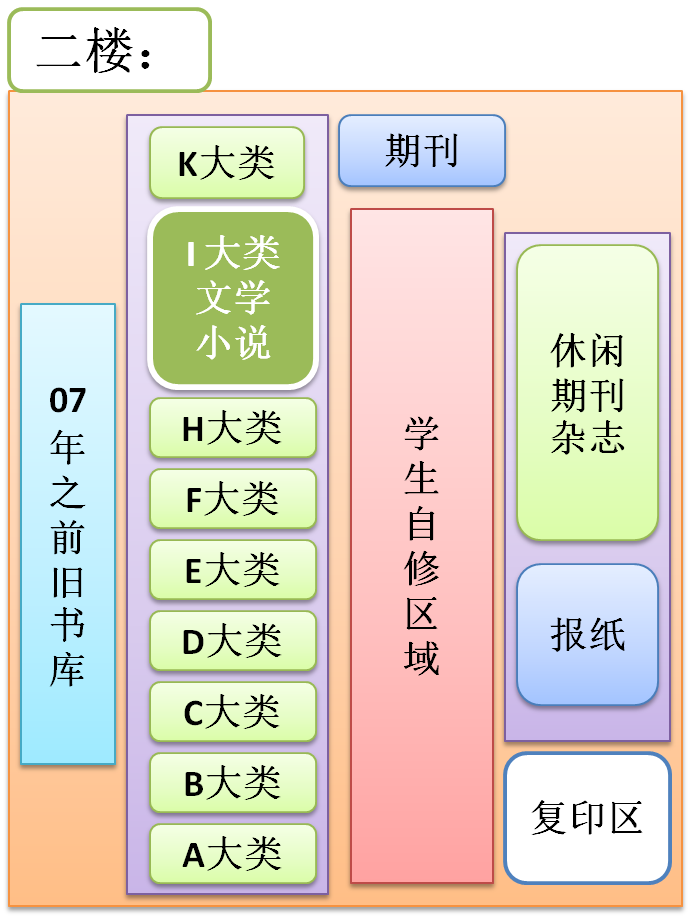 二楼：
07
年
之
前
旧
书
库
K大类
I 大类
文学
小说
H大类
F大类
E大类
D大类
C大类
B大类
A大类
期刊
学
生
自
修
区
域
休闲
期刊
杂志
报纸
复印区